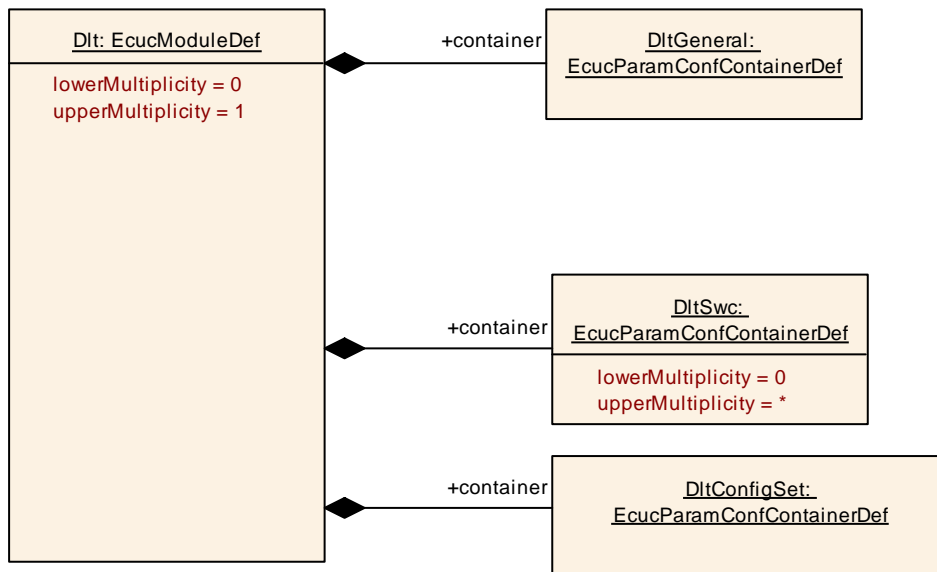 Dlt: EcucModuleDef
lowerMultiplicity = 0
upperMultiplicity = 1
+container
DltGeneral:
EcucParamConfContainerDef
+container
DltSwc:
EcucParamConfContainerDef
lowerMultiplicity = 0
upperMultiplicity = *
+container
DltConfigSet:
EcucParamConfContainerDef